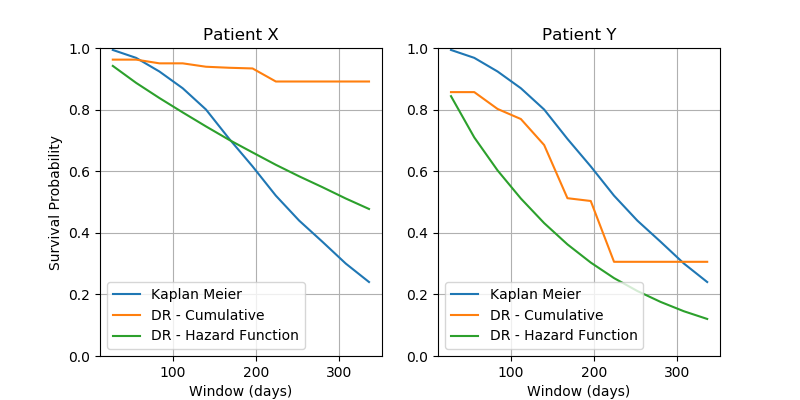 Patient X
Survival Probability
1.0
0.8
0.6
0.4
0.2
0.0
Kaplan Meier
DR - Cumulative
DR - Hazard Function
100 200 300
Window (days)
Patient Y
1.0
0.8
0.6
0.4
0.2
0.0
Kaplan Meier
DR - Cumulative
DR - Hazard Function
100 200 300
Window (days)